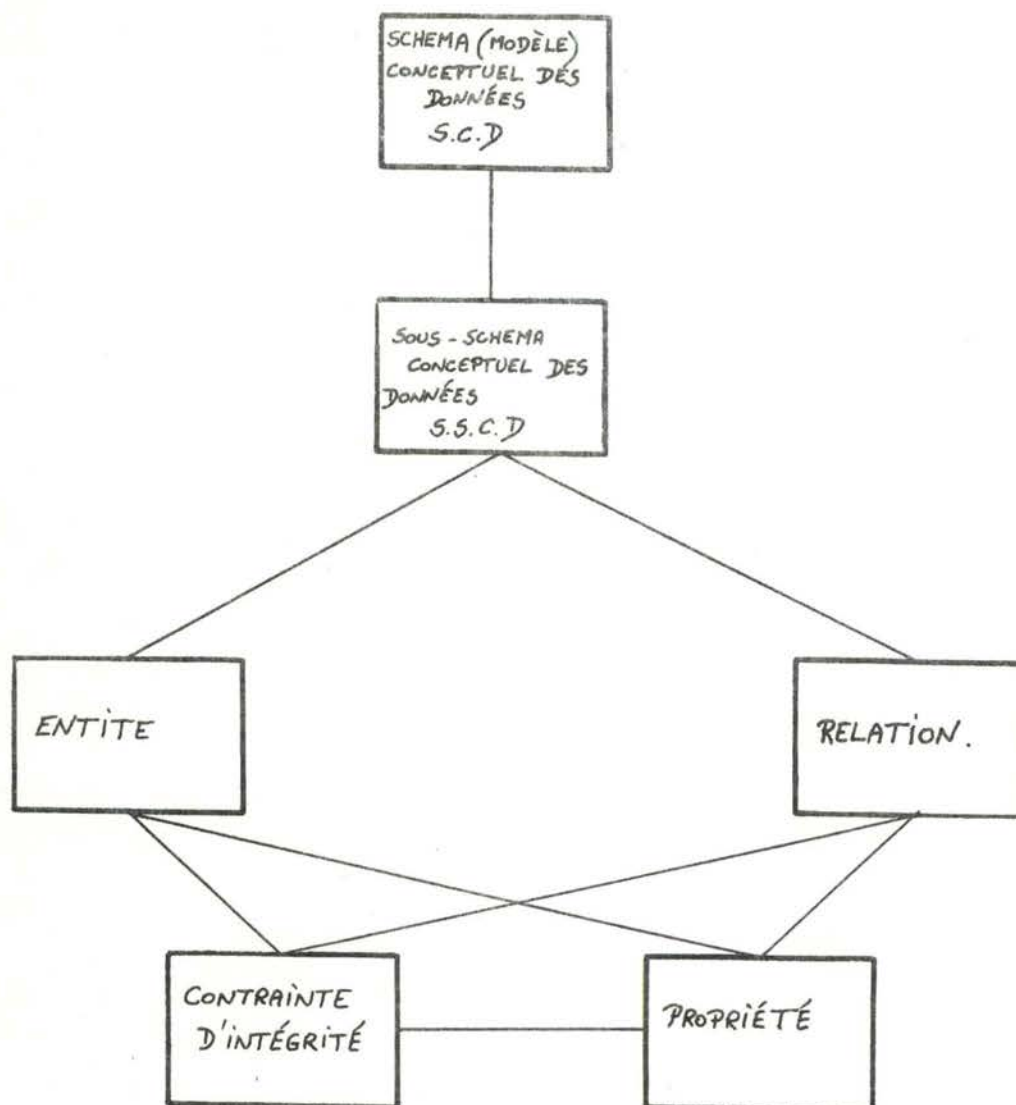 SCHEMA (MODÈLE)
CONCEPTUEL DES
DONNÉES
S.C.D
SOUS - SCHEMA
CONCEPTUEL DES
DONNÉES
S.S.C.D
ENTITE
RELATION.
CONTRAINTE
D'INTÉGRITÉ
PROPRIÉTÉ